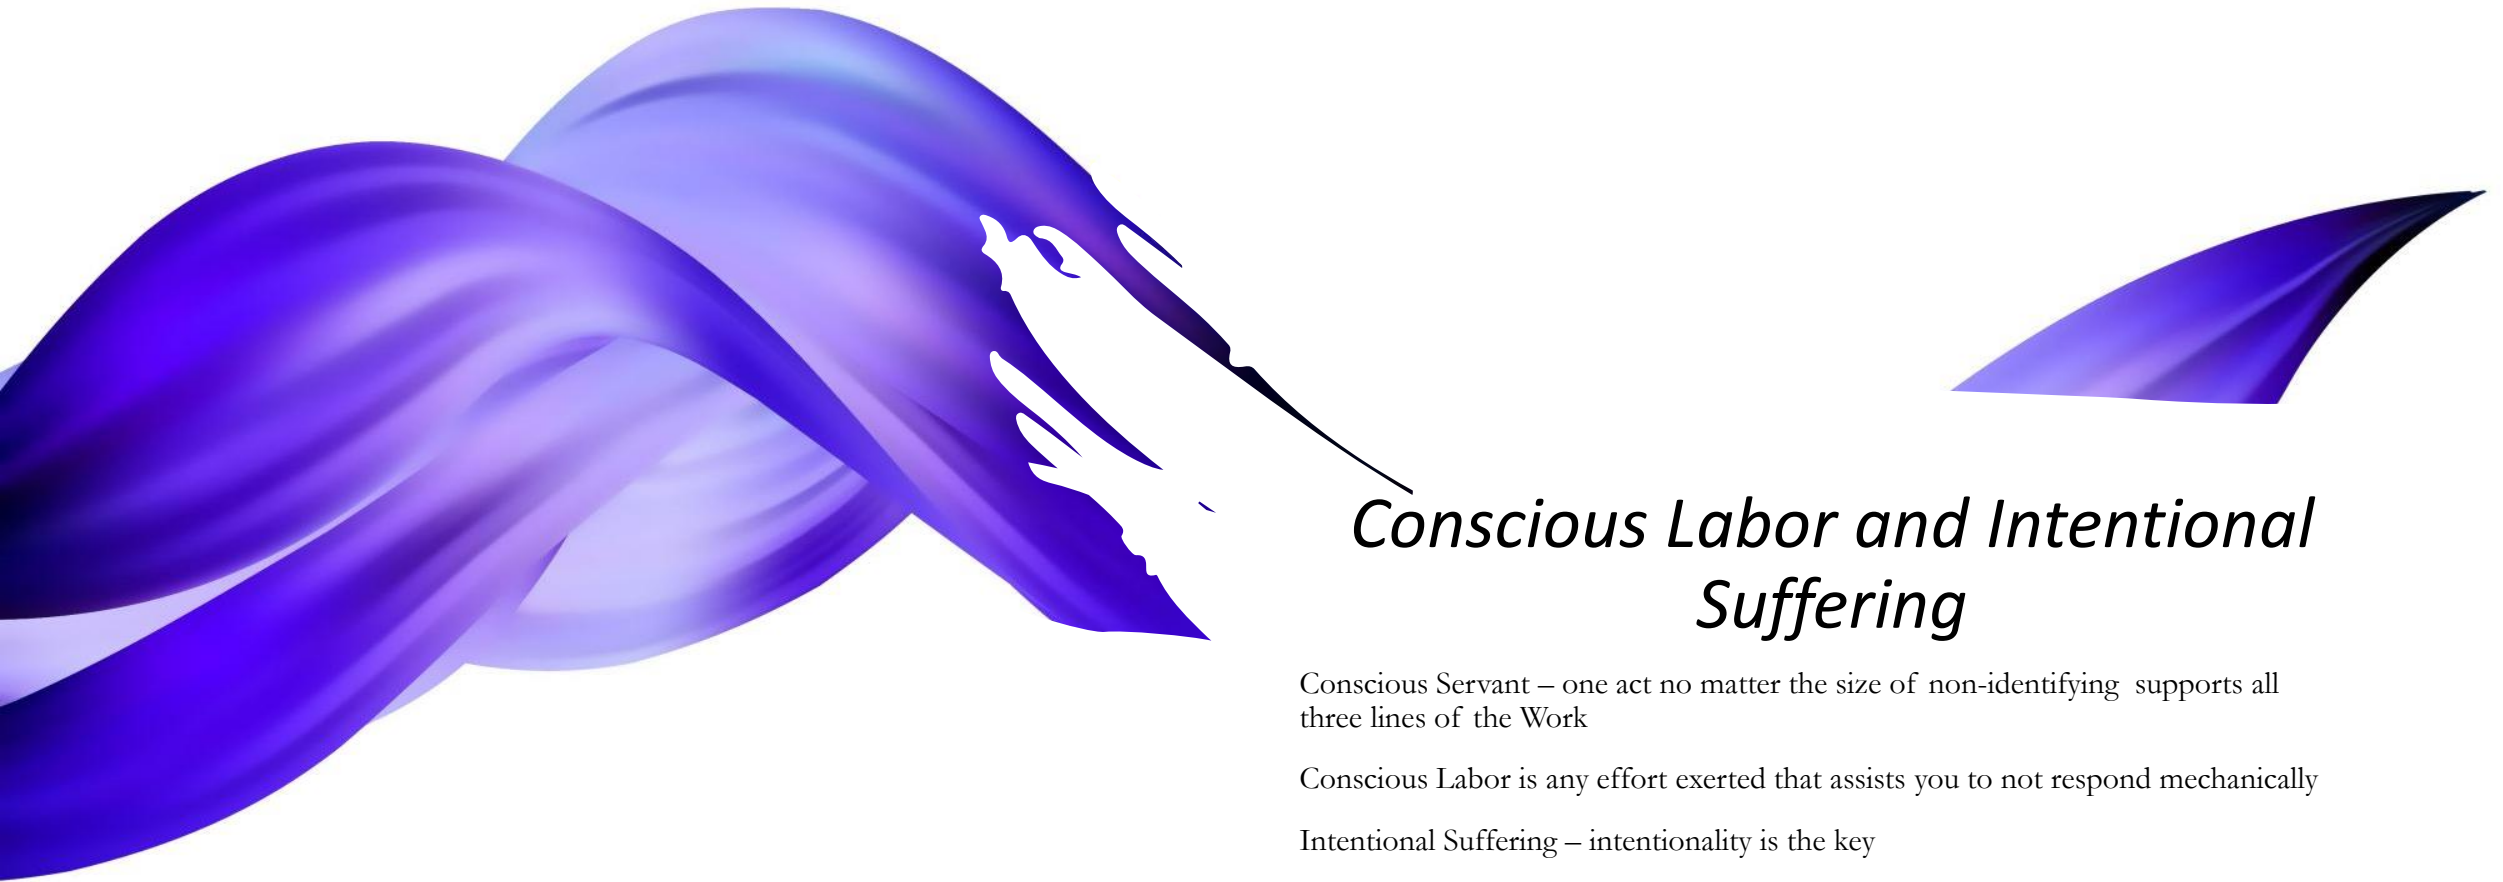 Conscious Labor and Intentional
Suffering
Conscious Servant – one act no matter the size of non-identifying supports all
three lines of the Work
Conscious Labor is any effort exerted that assists you to not respond mechanically
Intentional Suffering – intentionality is the key